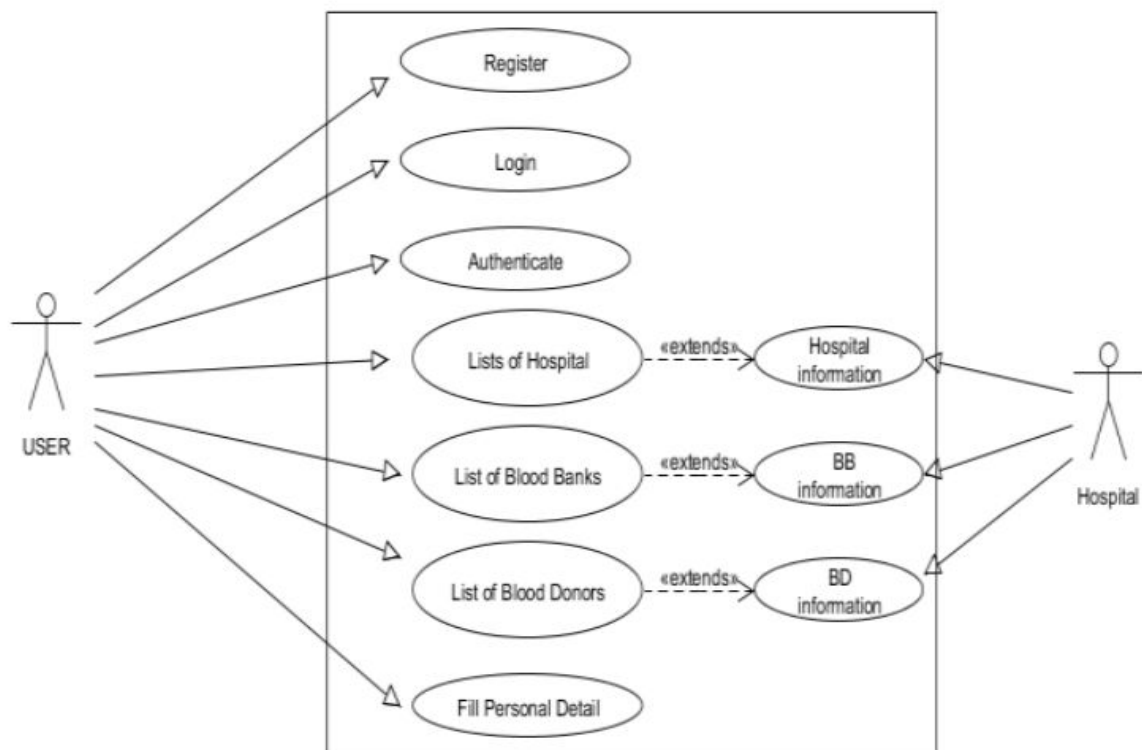 Register
Login
Authenticate
Lists of Hospital
«extends»
Hospital
information
USER
List of Blood Banks
«extends»
BB
information
Hospital
List of Blood Donors
«extends»
BD
information
Fill Personal Detail